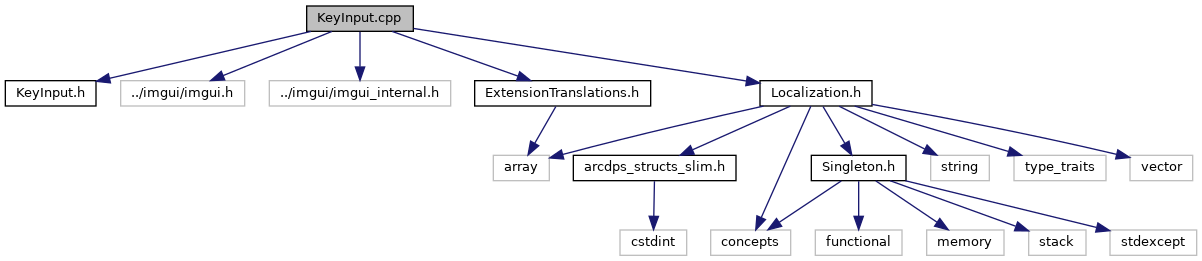 KeyInput.cpp
KeyInput.h
../imgui/imgui.h
../imgui/imgui_internal.h
ExtensionTranslations.h
Localization.h
array
arcdps_structs_slim.h
Singleton.h
string
type_traits
vector
cstdint
concepts
functional
memory
stack
stdexcept